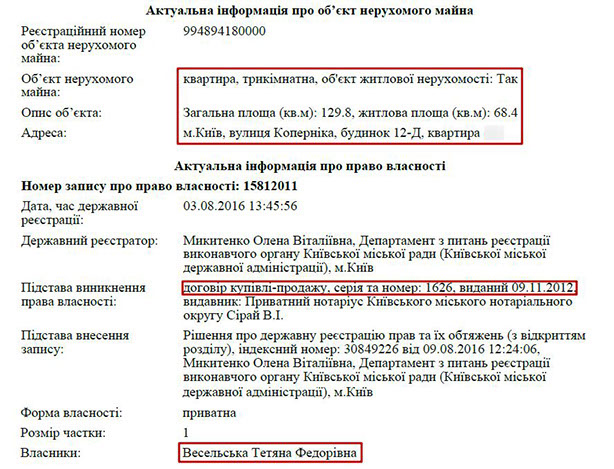 Актуальна інформація про об’єкт нерухомого майна
Реєстраційний номер 994894180000
об’єкта нерухомого
майна:
Об’єкт нерухомого квартира, трикімнатна, об'єкт житлової нерухомості: Так
майна:
Опис об’єкта: Загальна площа (кв.м): 129.8, житлова площа (кв.м): 68.4
Адреса: м.Київ, вулиця Коперніка, будинок 12-Д, квартира
Актуальна інформація про право власності
Номер запису про право власності: 15812011
Дата, час державної 03.08.2016 13:45:56
реєстрації:
Державний реєстратор: Микитенко Олена Віталіївна, Департамент з питань реєстрації
виконавчого органу Київської міської ради (Київської міської
державної адміністрації), м.Київ
Підстава виникнення договір купівлі-продажу, серія та номер: 1626, виданий 09.11.2012,
права власності: видавник: Приватний нотаріус Київського міського нотаріального
округу Сірай В.І.
Підстава внесення Рішення про державну реєстрацію прав та їх обтяжень (з відкриттям
запису: розділу), індексний номер: 30849226 від 09.08.2016 12:24:06,
Микитенко Олена Віталіївна, Департамент з питань реєстрації
виконавчого органу Київської міської ради (Київської міської
державної адміністрації), м.Київ
Форма власності: приватна
Розмір частки: 1
Власники: Весельська Тетяна Федорівна